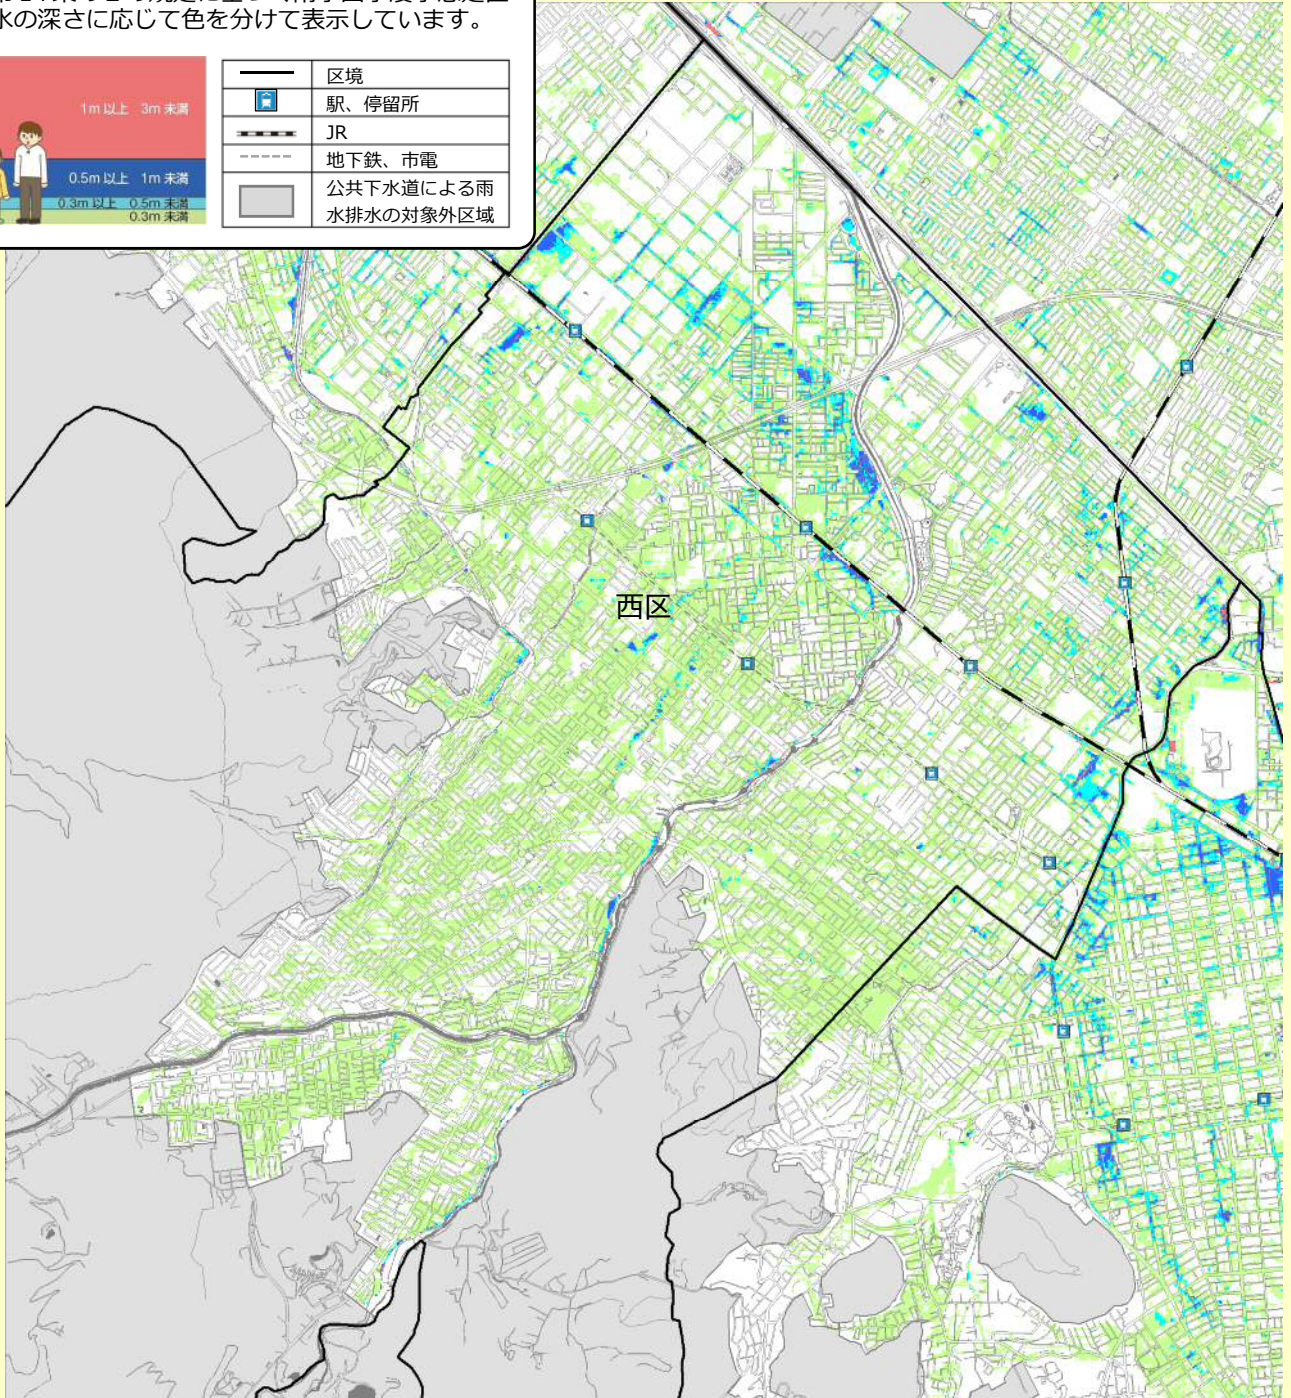 水の深さに応じて色を分けて表示しています。
1m 以上 3m 未満
0.5m 以上 1m 未満
0.3m 以上 0.5m 未満
0.3m 未満
区境
駅、停留所
JR
地下鉄、市電
公共下水道による雨
水排水の対象外区域
西区